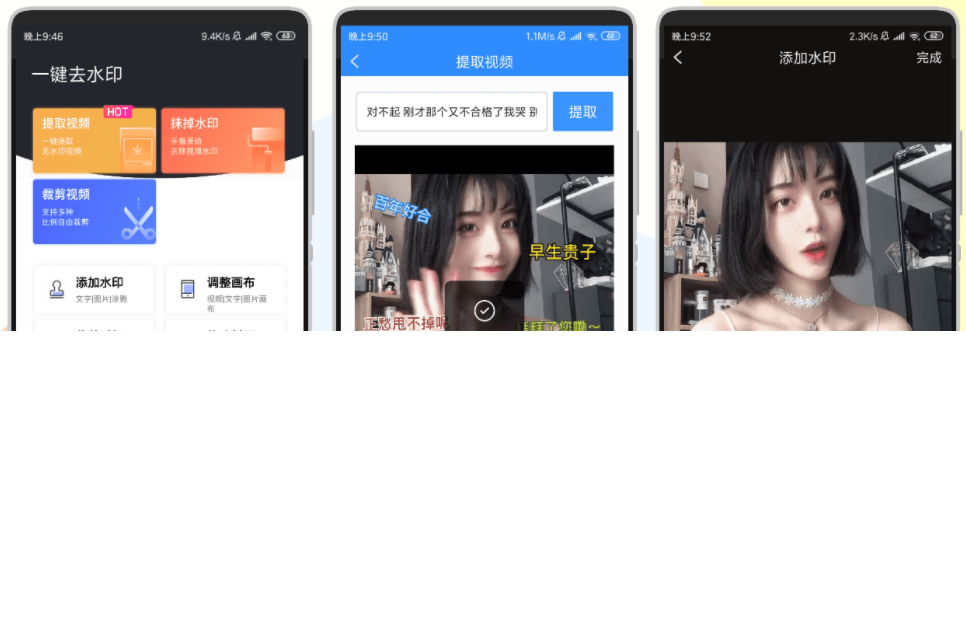 晚上9:46
9.4K/s
63
一键去水印
提取视频
HOT
一键提取
无水印视频
抹掉水印
手指滑动
去除视频水印
裁剪视频
支持多种
比例自由裁剪
添加水印
文字|图片|涂鸦
调整画布
视频|文字|图片画
布
晚上9:50
1.1M/s
62
提取视频
对不起 刚才那个又不合格了我哭 别
提取
百年好合
早生贵子
正愁甩不掉呢
拜拜了您嘞～
晚上9:52
2.3K/s
62
添加水印
完成